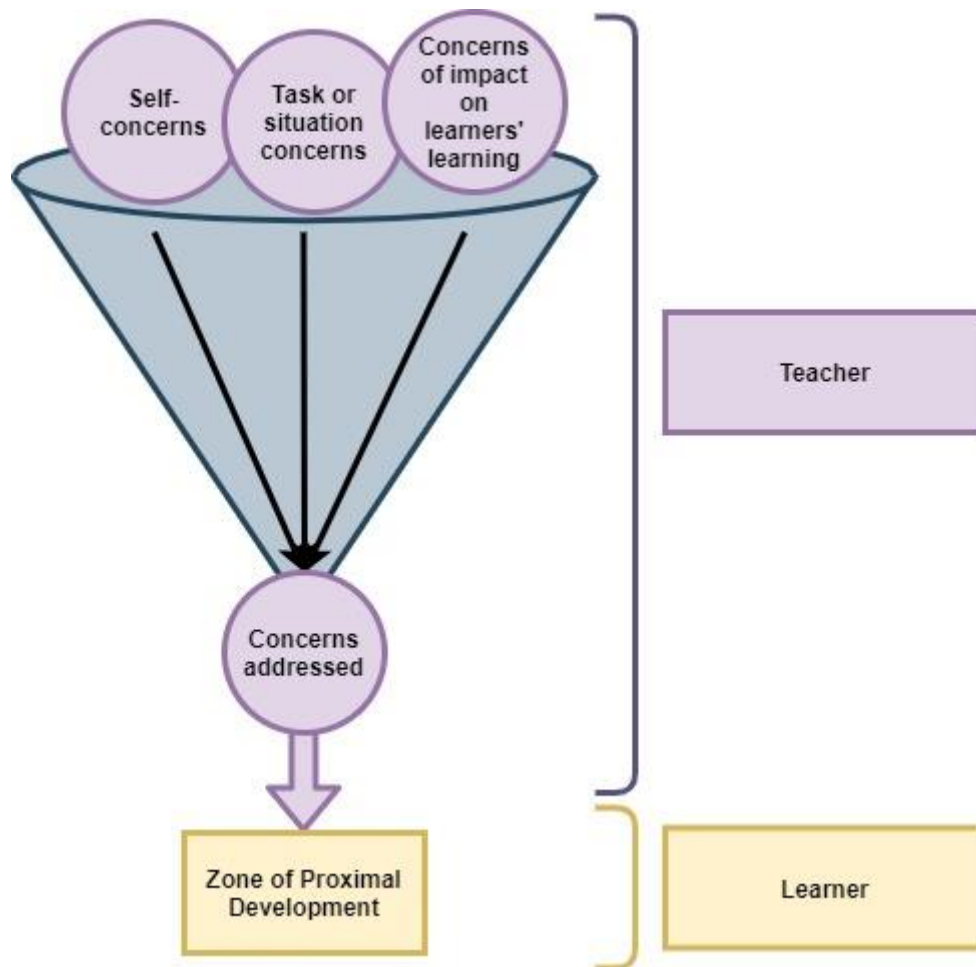 Self-
concerns
Task or
situation
concerns
Concerns
of impact
on
learners'
learning
Teacher
Concerns
addressed
Zone of Proximal
Development
Learner